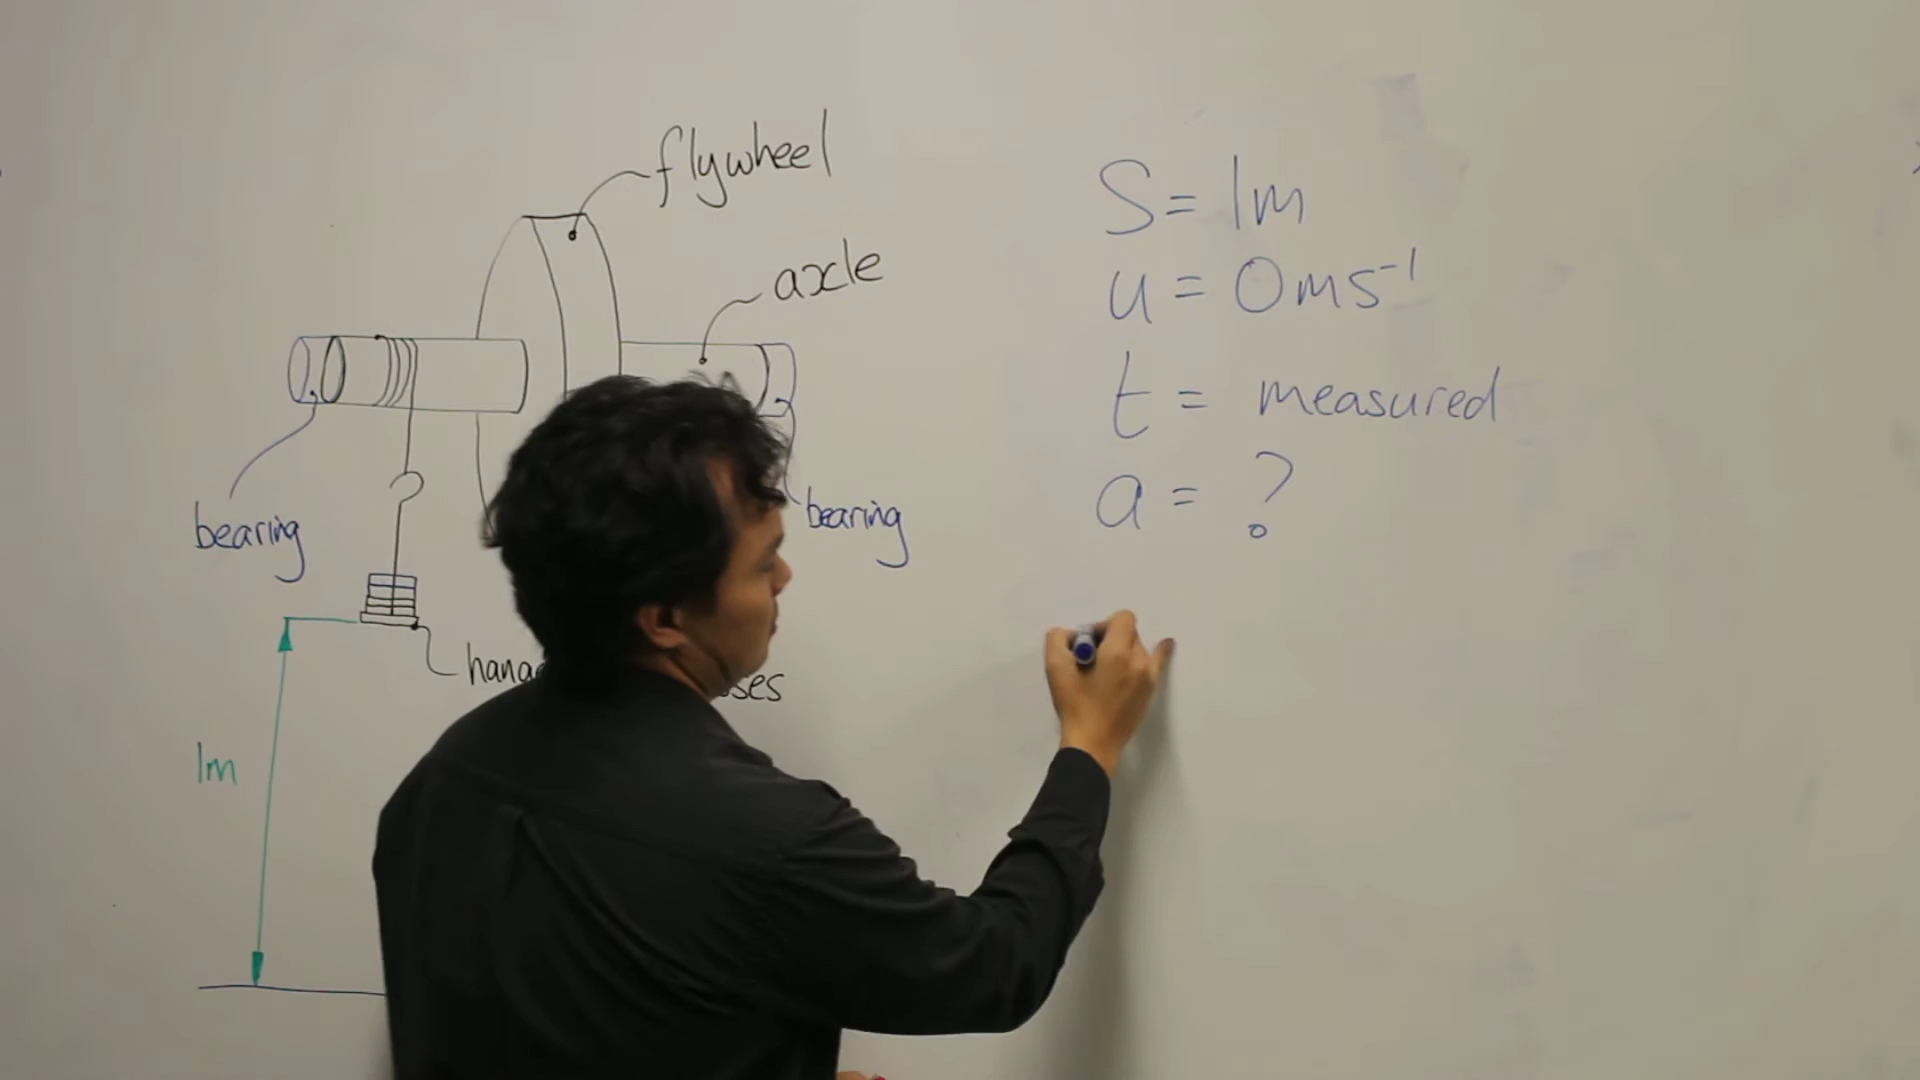 flywheel
axle
bearing
bearing
1m
S = 1m
u = 0ms⁻¹
t = measured
a = ?